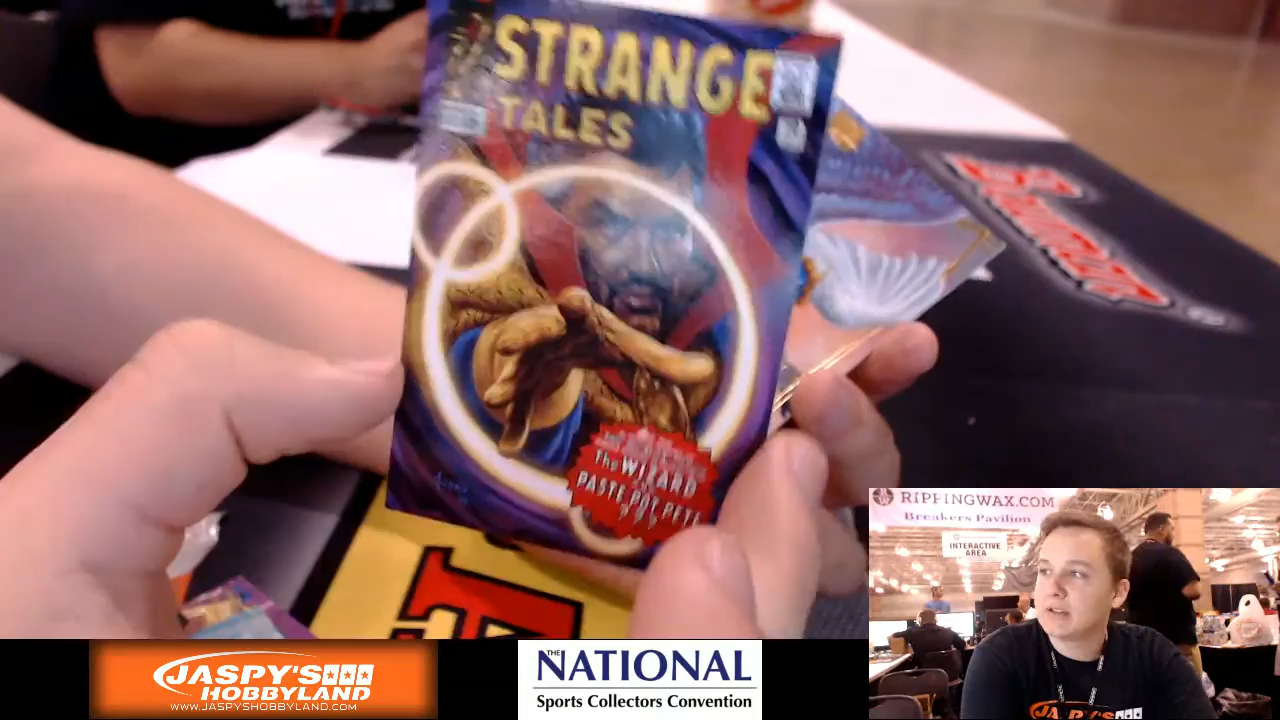 STRANGE
TALES
The WIZARD
PASTE POT PETE
RIPPINGWAX.COM
Breakers Pavilion
INTERACTIVE
AREA
JASPY'S
HOBBYLAND
WWW.JASPYSHOBBYLAND.COM
THE
NATIONAL
Sports Collectors Convention
JASPY'S